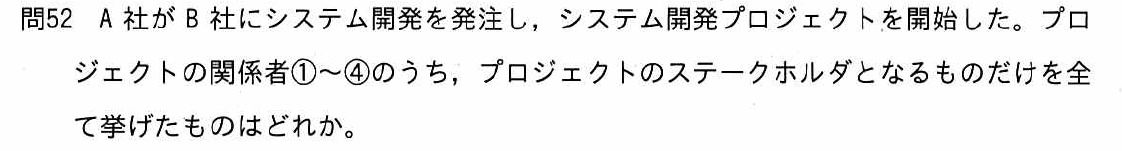 問52 A 社が B 社にシステム開発を発注し，システム開発プロジェクトを開始した。プロ
ジェクトの関係者①～④のうち，プロジェクトのステークホルダとなるものだけを全
て挙げたものはどれか。